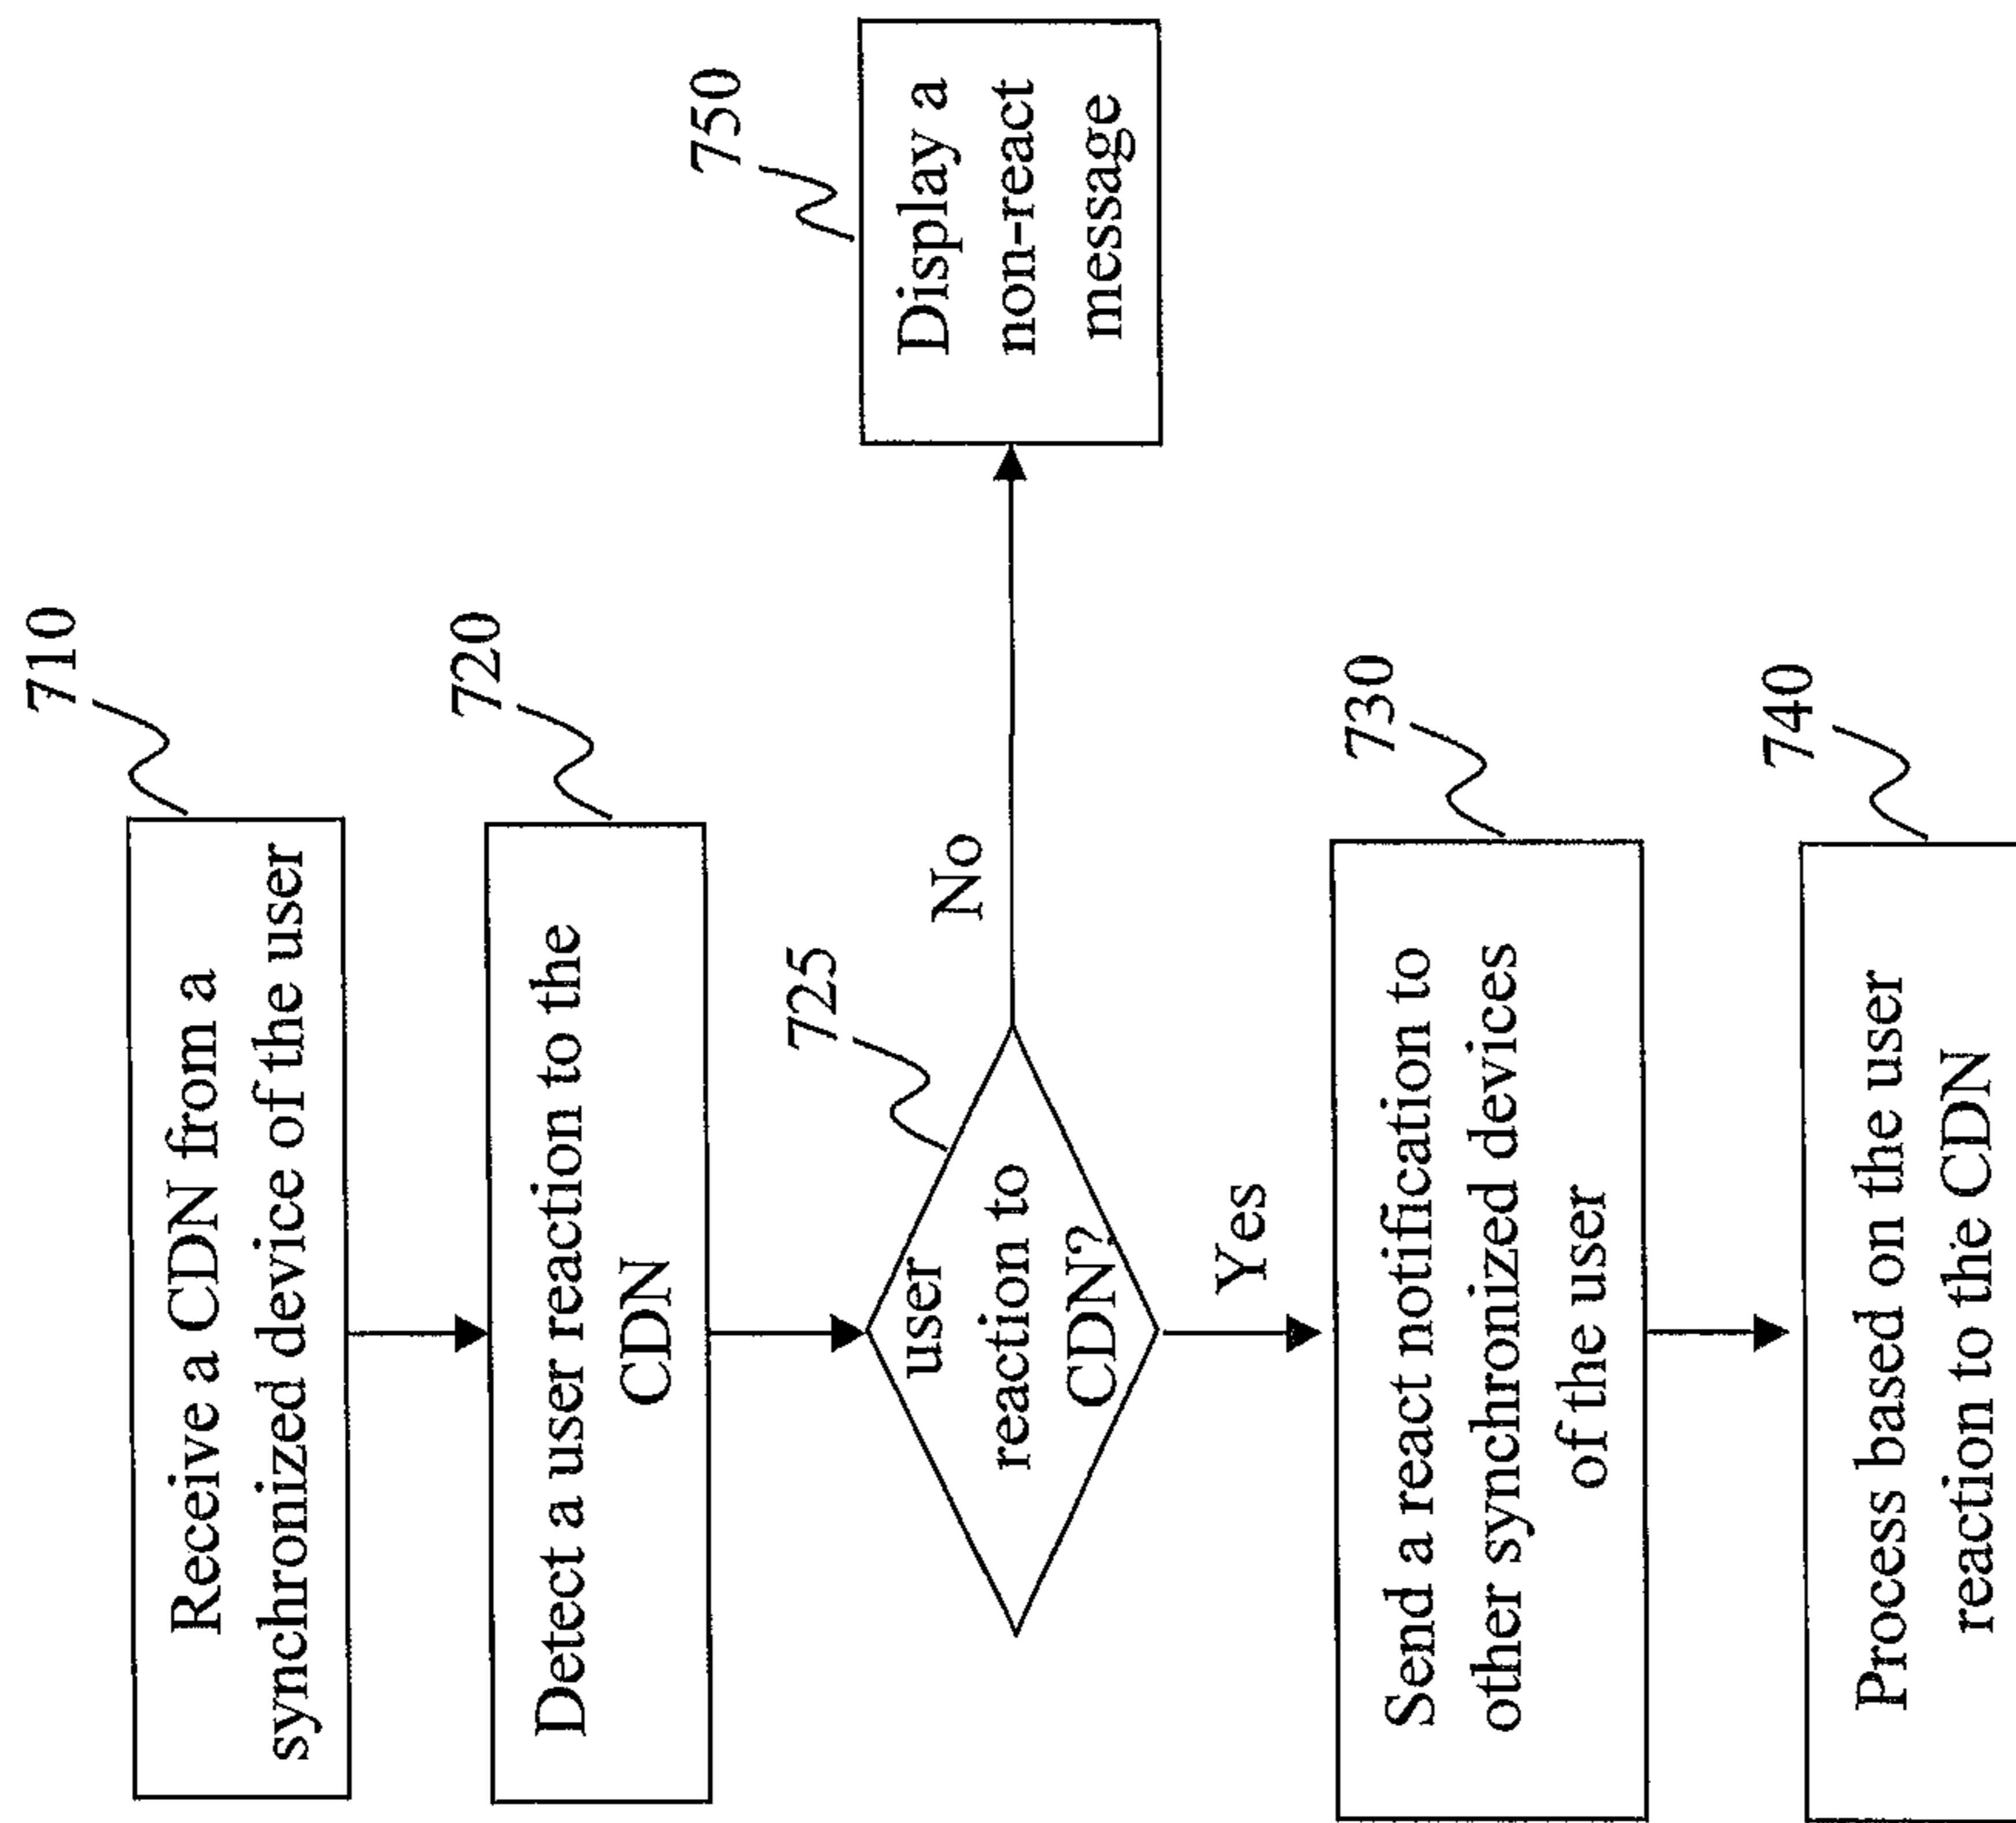 710
Receive a CDN from a
synchronized device of the user
720
Detect a user reaction to the
CDN
725
user
reaction to
CDN?
No
750
Display a
non-react
message
Yes
730
Send a react notification to
other synchronized devices
of the user
740
Process based on the user
reaction to the CDN